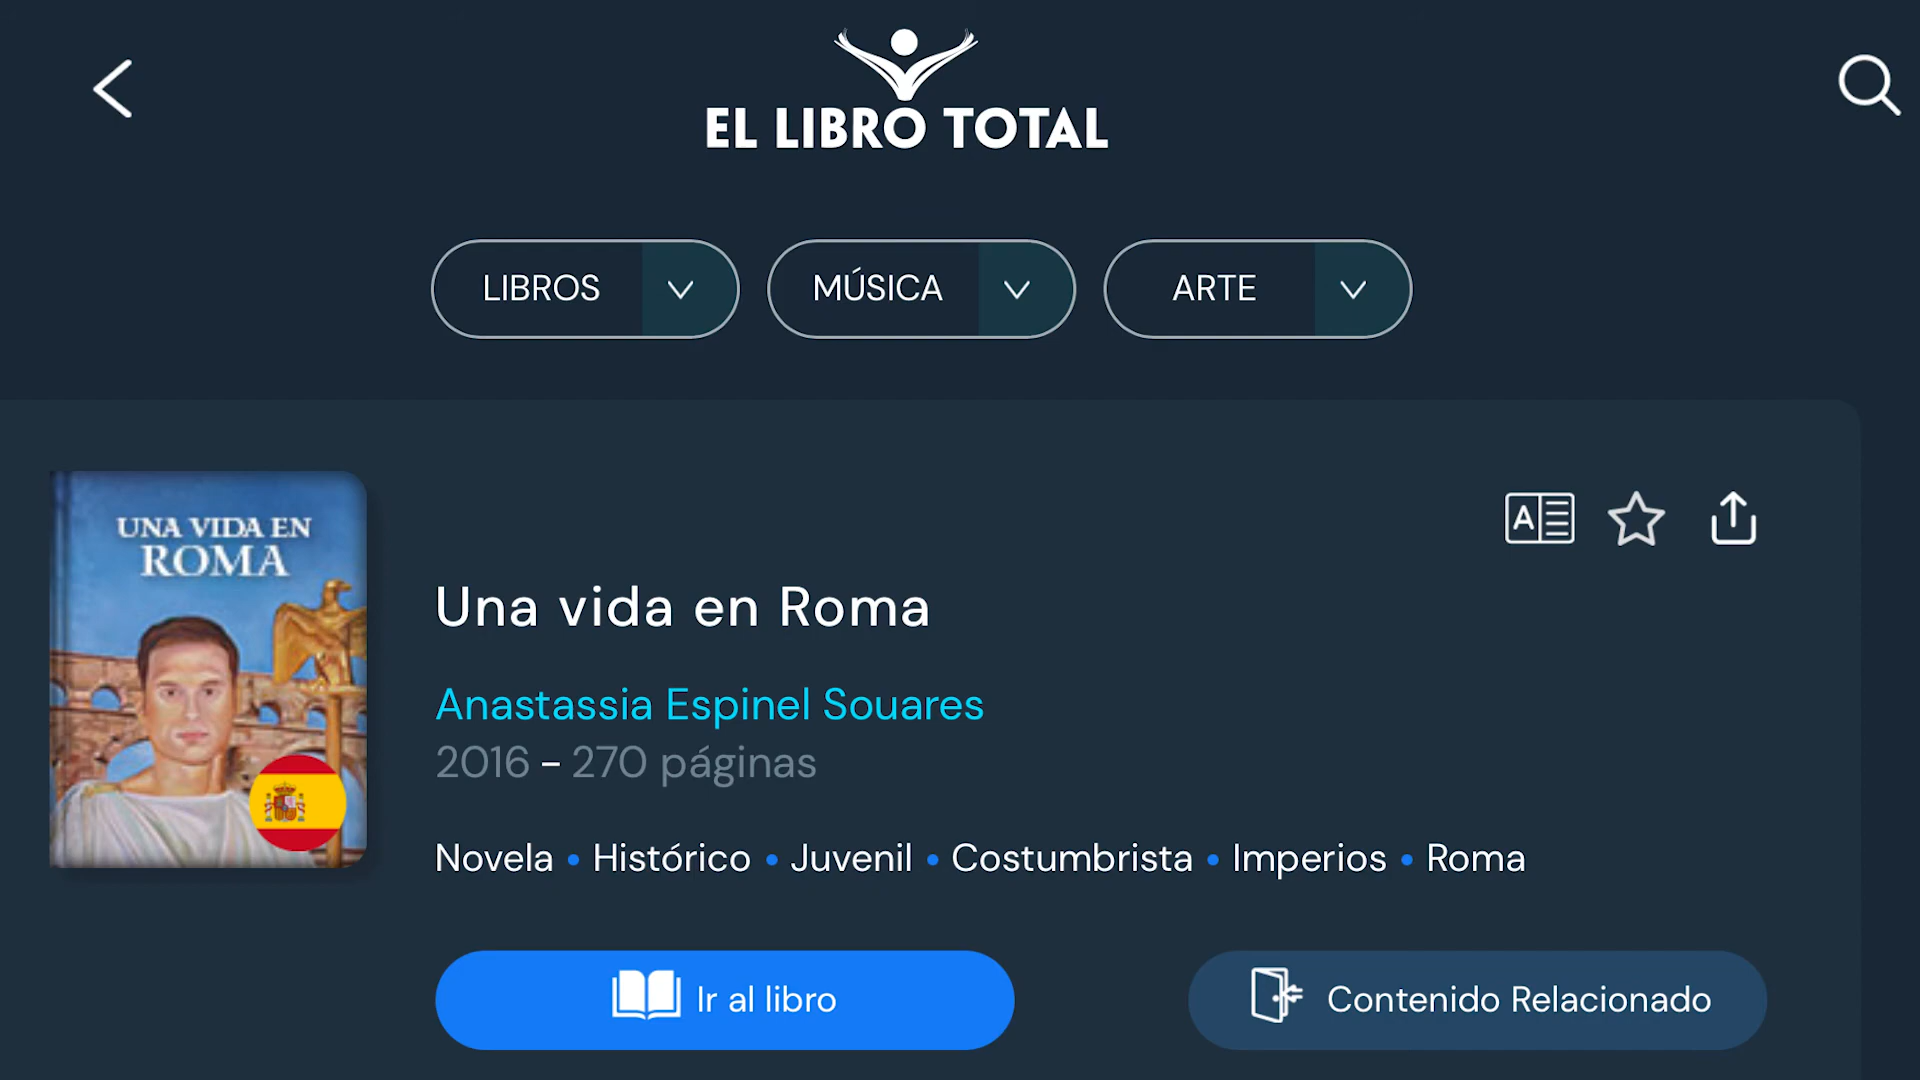 EL LIBRO TOTAL
LIBROS
MÚSICA
ARTE
UNA VIDA EN
ROMA
A
Una vida en Roma
Anastassia Espinel Souares
2016 - 270 páginas
Novela • Histórico • Juvenil • Costumbrista • Imperios • Roma
Ir al libro
Contenido Relacionado